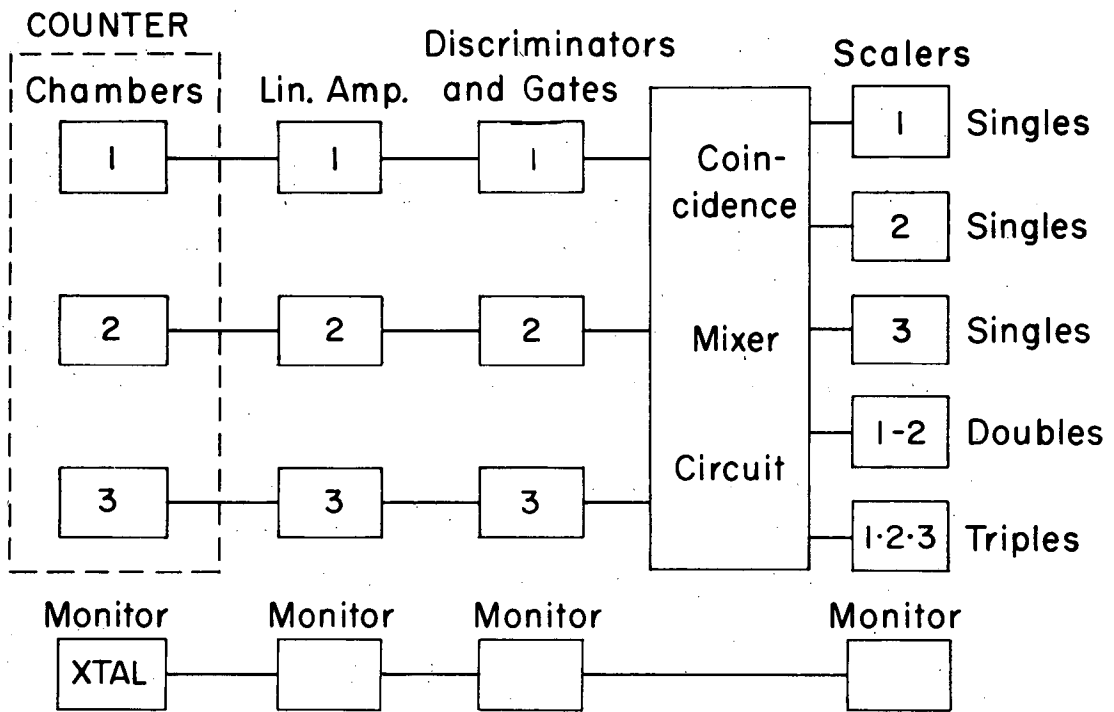 COUNTER
Discriminators
Scalers
Chambers
Lin. Amp.
and Gates
1
1
1
Coin-
cidence
1
Singles
2
Singles
2
2
2
Mixer
3
Singles
1-2
Doubles
3
3
3
Circuit
1·2·3
Triples
Monitor
Monitor
Monitor
Monitor
XTAL